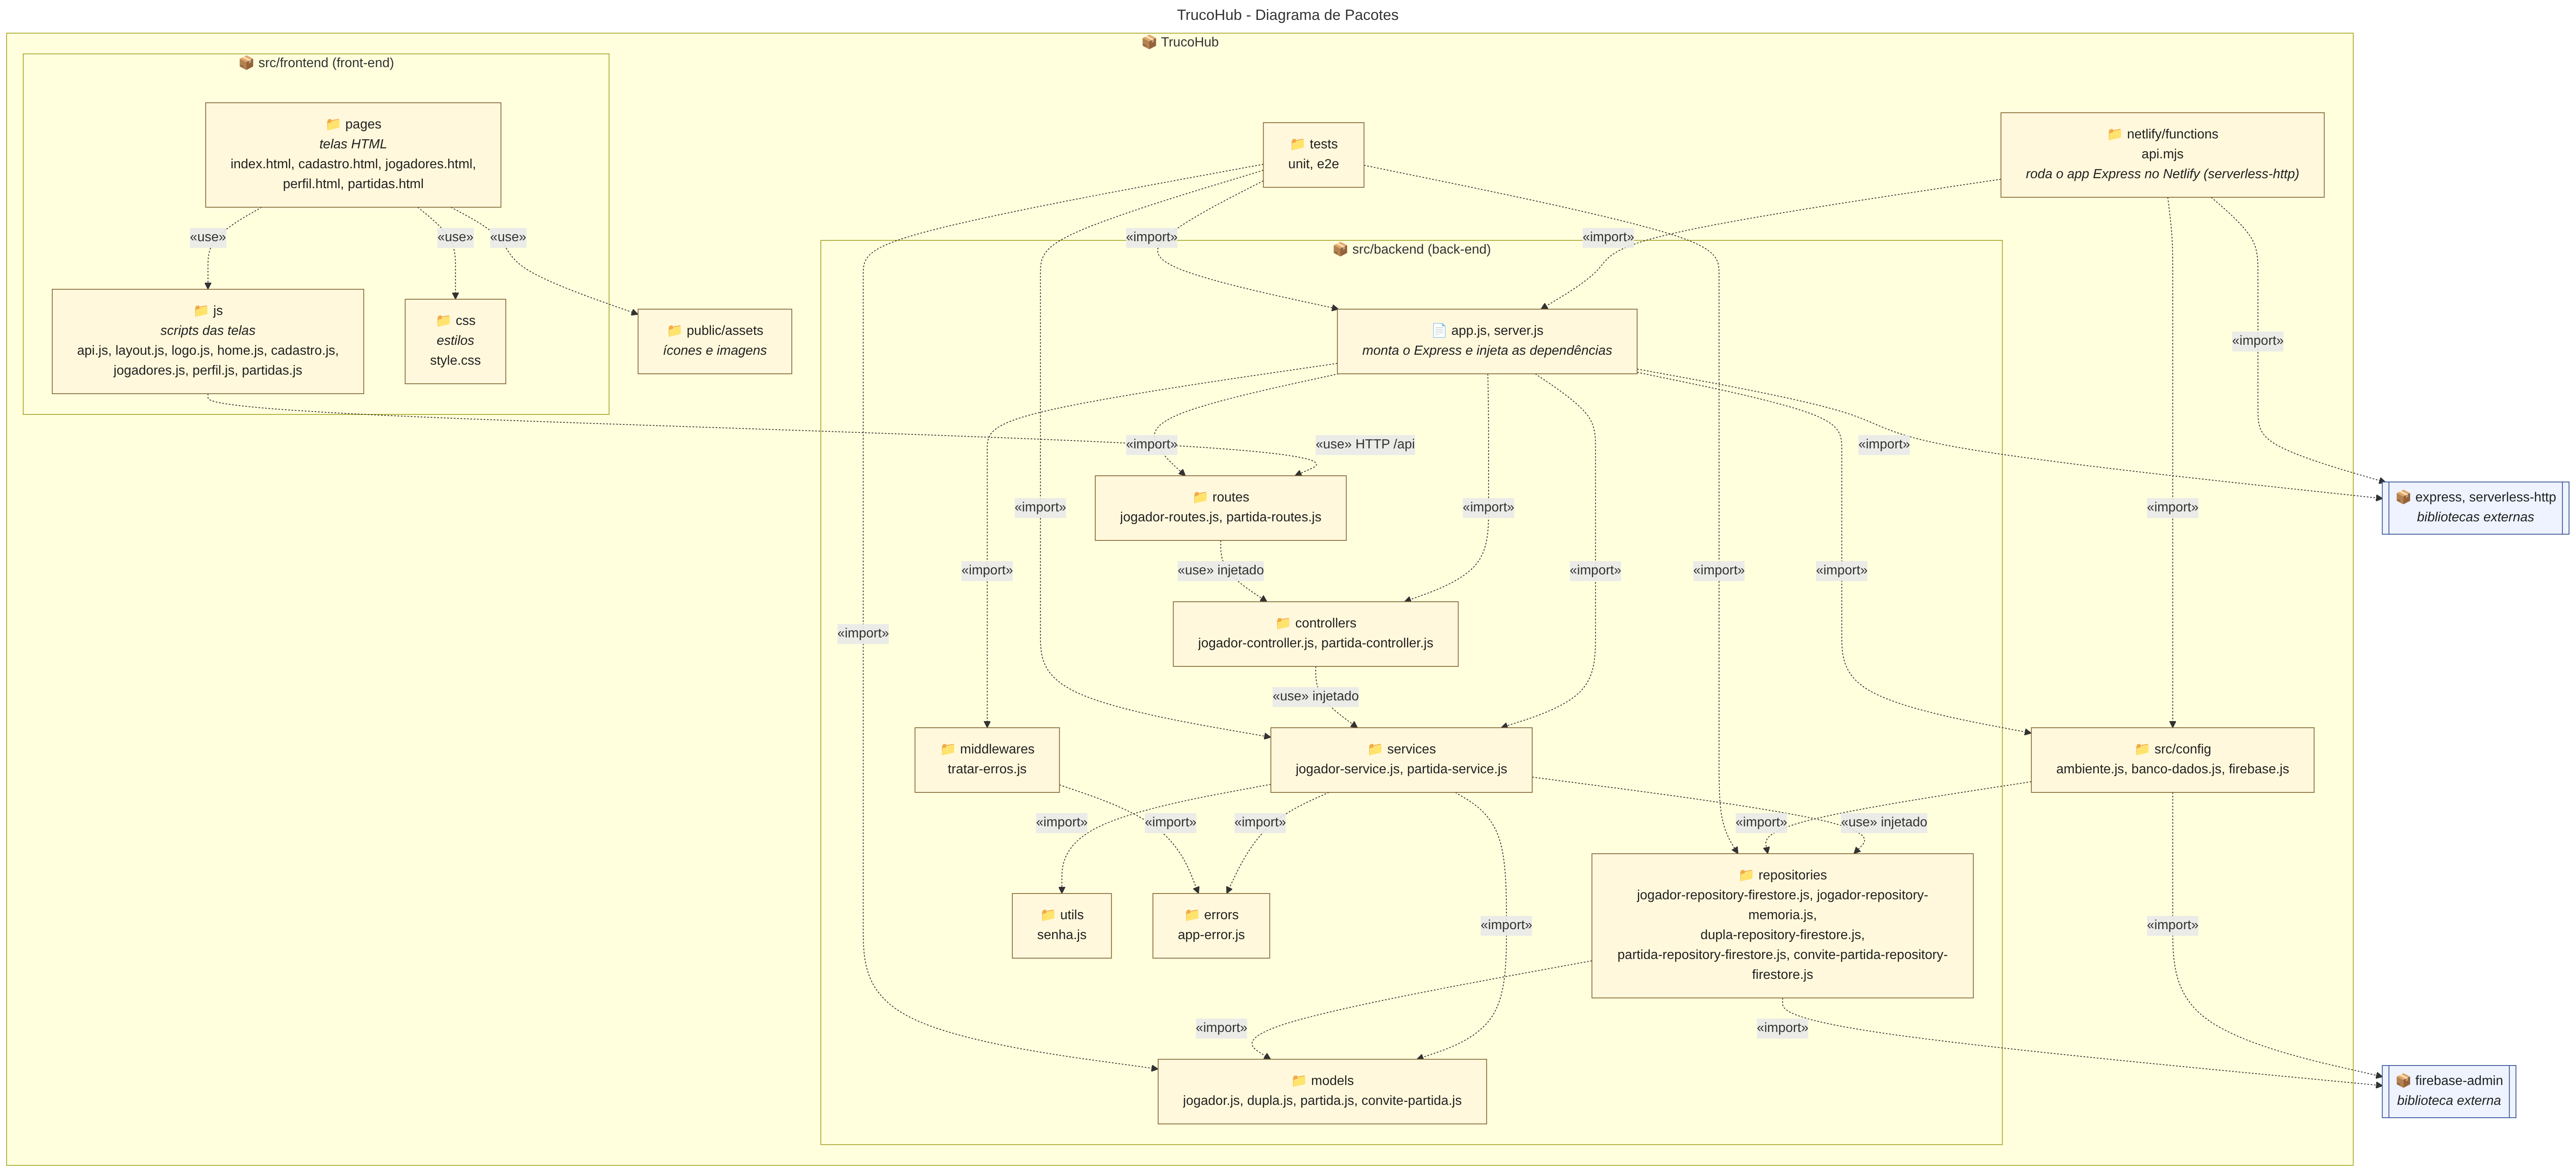 TrucoHub - Diagrama de Pacotes
📦 TrucoHub
📦 src/frontend (front-end)
📁 pages
telas HTML
index.html, cadastro.html, jogadores.html,
perfil.html, partidas.html
📁 tests
unit, e2e
📁 netlify/functions
api.mjs
roda o app Express no Netlify (serverless-http)
«use»
«use»
«use»
«import»
«import»
📦 src/backend (back-end)
📁 js
scripts das telas
api.js, layout.js, logo.js, home.js, cadastro.js,
jogadores.js, perfil.js, partidas.js
📁 css
estilos
style.css
📁 public/assets
ícones e imagens
📄 app.js, server.js
monta o Express e injeta as dependências
«import»
«import»
«use» HTTP /api
«import»
📁 routes
jogador-routes.js, partida-routes.js
«import»
«import»
«import»
📦 express, serverless-http
bibliotecas externas
«import»
«use» injetado
«import»
«import»
«import»
«import»
📁 controllers
jogador-controller.js, partida-controller.js
«use» injetado
📁 middlewares
tratar-erros.js
📁 services
jogador-service.js, partida-service.js
📁 src/config
ambiente.js, banco-dados.js, firebase.js
«import»
«import»
«import»
«import»
«use» injetado
📁 utils
senha.js
📁 errors
app-error.js
«import»
📁 repositories
jogador-repository-firestore.js, jogador-repository-
memoria.js,
dupla-repository-firestore.js,
partida-repository-firestore.js, convite-partida-repository-
firestore.js
«import»
«import»
«import»
📁 models
jogador.js, dupla.js, partida.js, convite-partida.js
📦 firebase-admin
biblioteca externa